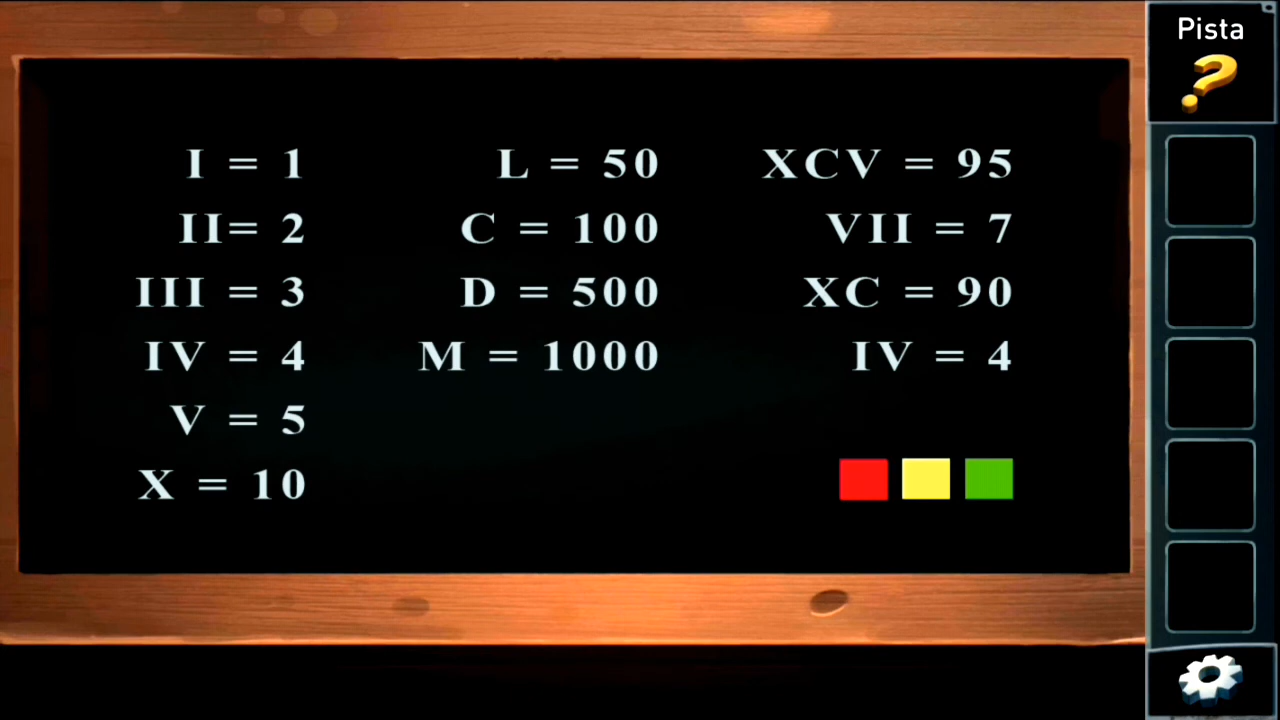 Pista
I = 1
II= 2
III = 3
IV = 4
V = 5
X = 10
L = 50
C = 100
D = 500
M = 1000
XCV = 95
VII = 7
XC = 90
IV = 4